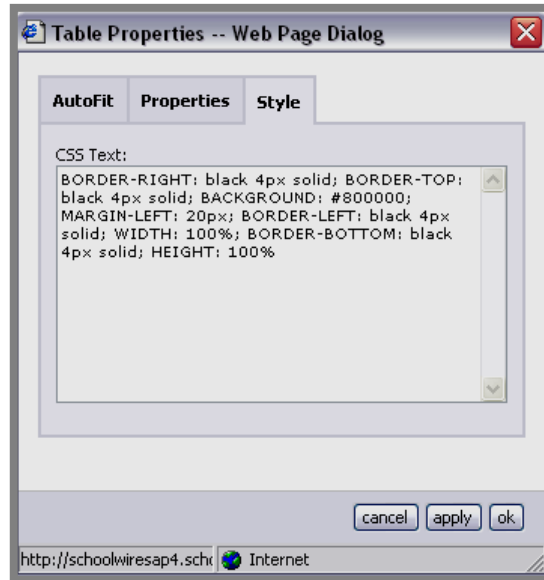 Table Properties -- Web Page Dialog
AutoFit Properties Style
CSS Text:
BORDER-RIGHT: black 4px solid; BORDER-TOP:
black 4px solid; BACKGROUND: #800000;
MARGIN-LEFT: 20px; BORDER-LEFT: black 4px
solid; WIDTH: 100%; BORDER-BOTTOM: black
4px solid; HEIGHT: 100%
cancel apply ok
http://schoolwiresap4.scho Internet